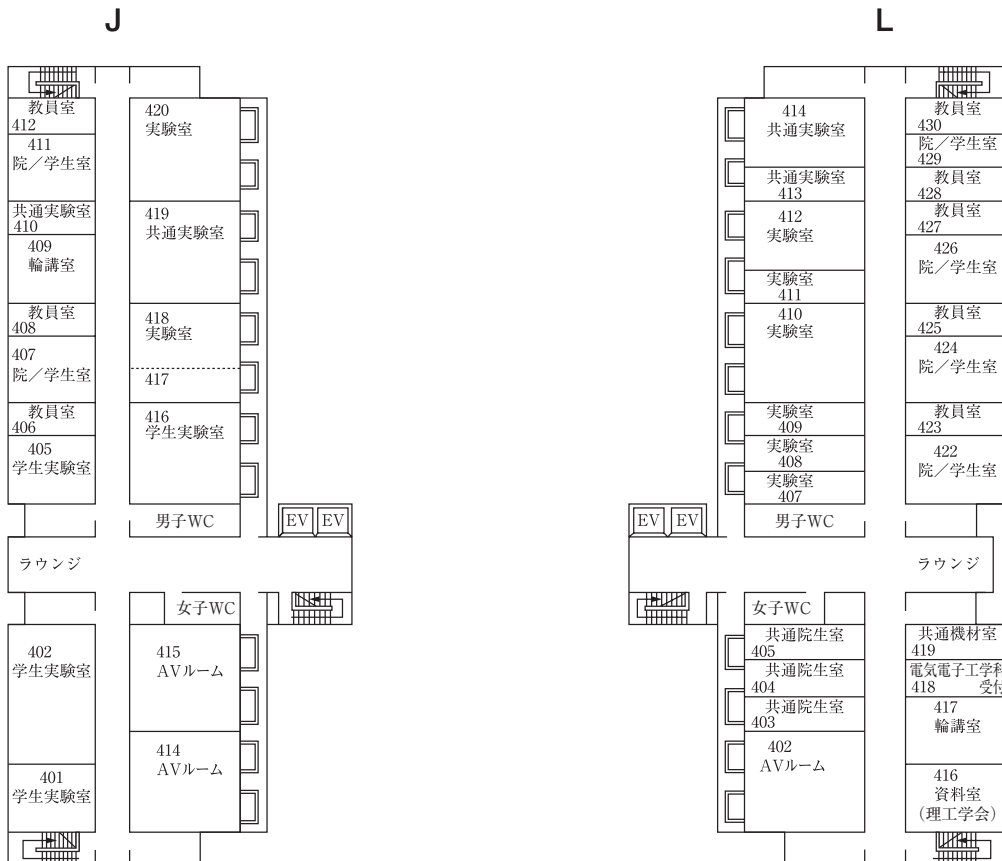 J
教員室
412
411
院／学生室
共通実験室
410
409
輪講室
教員室
408
407
院／学生室
教員室
406
405
学生実験室
420
実験室
419
共通実験室
418
実験室
417
416
学生実験室
男子WC
EV EV
ラウンジ
女子WC
402
学生実験室
401
学生実験室
415
AVルーム
414
AVルーム
L
414
共通実験室
共通実験室
413
412
実験室
実験室
411
410
実験室
実験室
409
実験室
408
実験室
407
教員室
430
院／学生室
429
教員室
428
教員室
427
426
院／学生室
教員室
425
424
院／学生室
教員室
423
422
院／学生室
EV EV
男子WC
ラウンジ
女子WC
共通院生室
405
共通院生室
404
共通院生室
403
402
AVルーム
共通機材室
419
電気電子工学科
418 受付
417
輪講室
416
資料室
（理工学会）